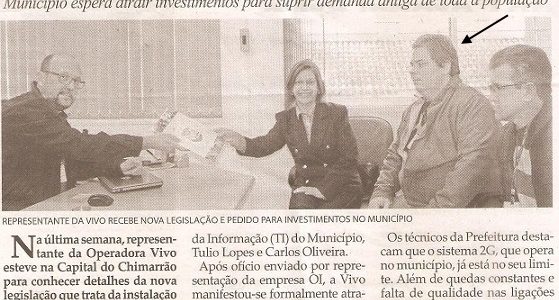 Município espera atrair investimentos para suprir demanda antiga de toda a população
REPRESENTANTE DA VIVO RECEBE NOVA LEGISLAÇÃO E PEDIDO PARA INVESTIMENTOS NO MUNICÍPIO
Na última semana, represen-
tante da Operadora Vivo
esteve na Capital do Chimarrão
para conhecer detalhes da nova
legislação que trata da instalação
da Informação (TI) do Município,
Tulio Lopes e Carlos Oliveira.
Após ofício enviado por re-
presentação da empresa OI, a Vivo
manifestou-se formalmente atra-
Os técnicos da Prefeitura desta-
cam que o sistema 2G, que opera
no município, já está no seu limi-
te. Além de quedas constantes e
falta de qualidade nas ligações